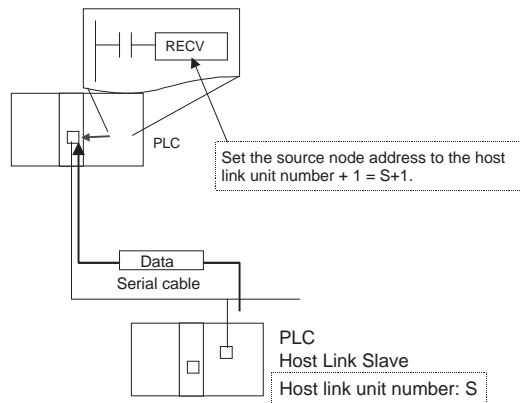 RECV
PLC
Set the source node address to the host
link unit number + 1 = S+1.
Data
Serial cable
PLC
Host Link Slave
Host link unit number: S